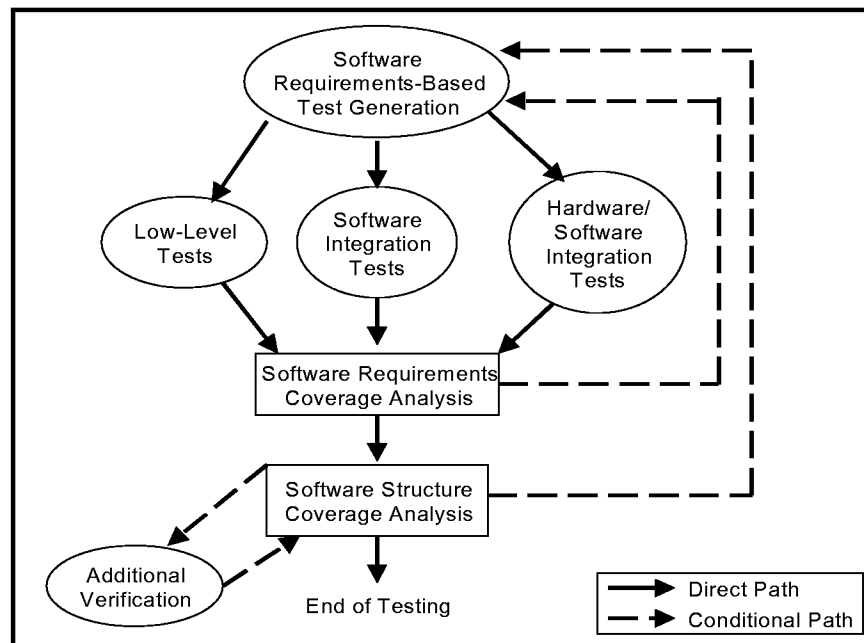 Software
Requirements-Based
Test Generation
Low-Level
Tests
Software
Integration
Tests
Hardware/
Software
Integration
Tests
Software Requirements
Coverage Analysis
Software Structure
Coverage Analysis
Additional
Verification
End of Testing
Direct Path
Conditional Path